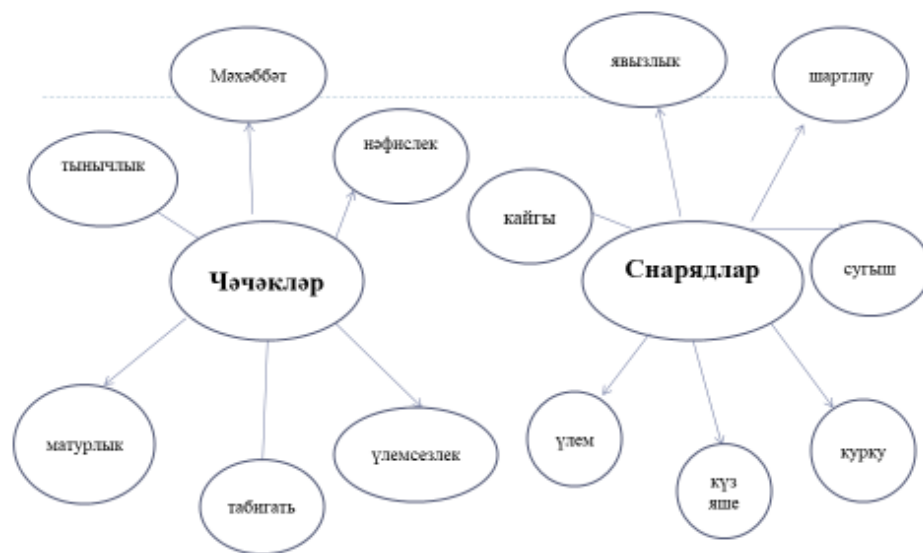 Мәхәббәт
тынычлык
нәфислек
Чәчәкләр
матурлык
табигать
үлемсезлек
явызлык
шартлау
кайгы
Снарядлар
сугыш
үлем
күз
яше
курку